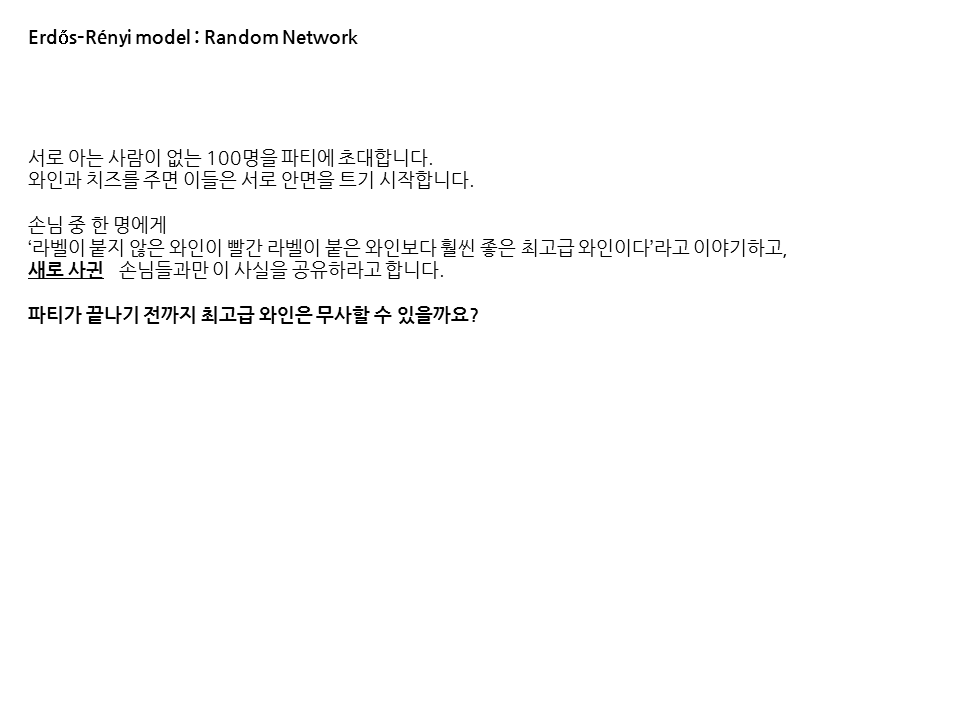 Erdős-Rényi model : Random Network
서로 아는 사람이 없는 100명을 파티에 초대합니다.
와인과 치즈를 주면 이들은 서로 안면을 트기 시작합니다.
손님 중 한 명에게
‘라벨이 붙지 않은 와인이 빨간 라벨이 붙은 와인보다 훨씬 좋은 최고급 와인이다’라고 이야기하고,
새로 사귄 손님들과만 이 사실을 공유하라고 합니다.
파티가 끝나기 전까지 최고급 와인은 무사할 수 있을까요?